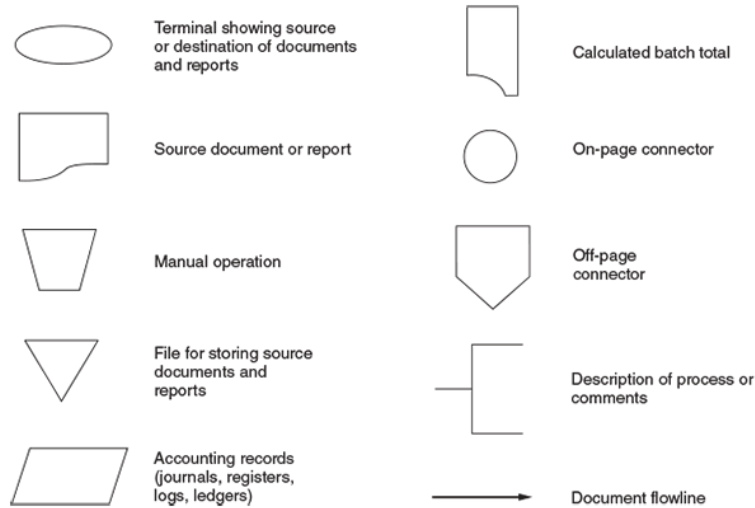 Terminal showing source
or destination of documents
and reports
Source document or report
Manual operation
File for storing source
documents and
reports
Accounting records
(journals, registers,
logs, ledgers)
Calculated batch total
On-page connector
Off-page
connector
Description of process or
comments
Document flowline